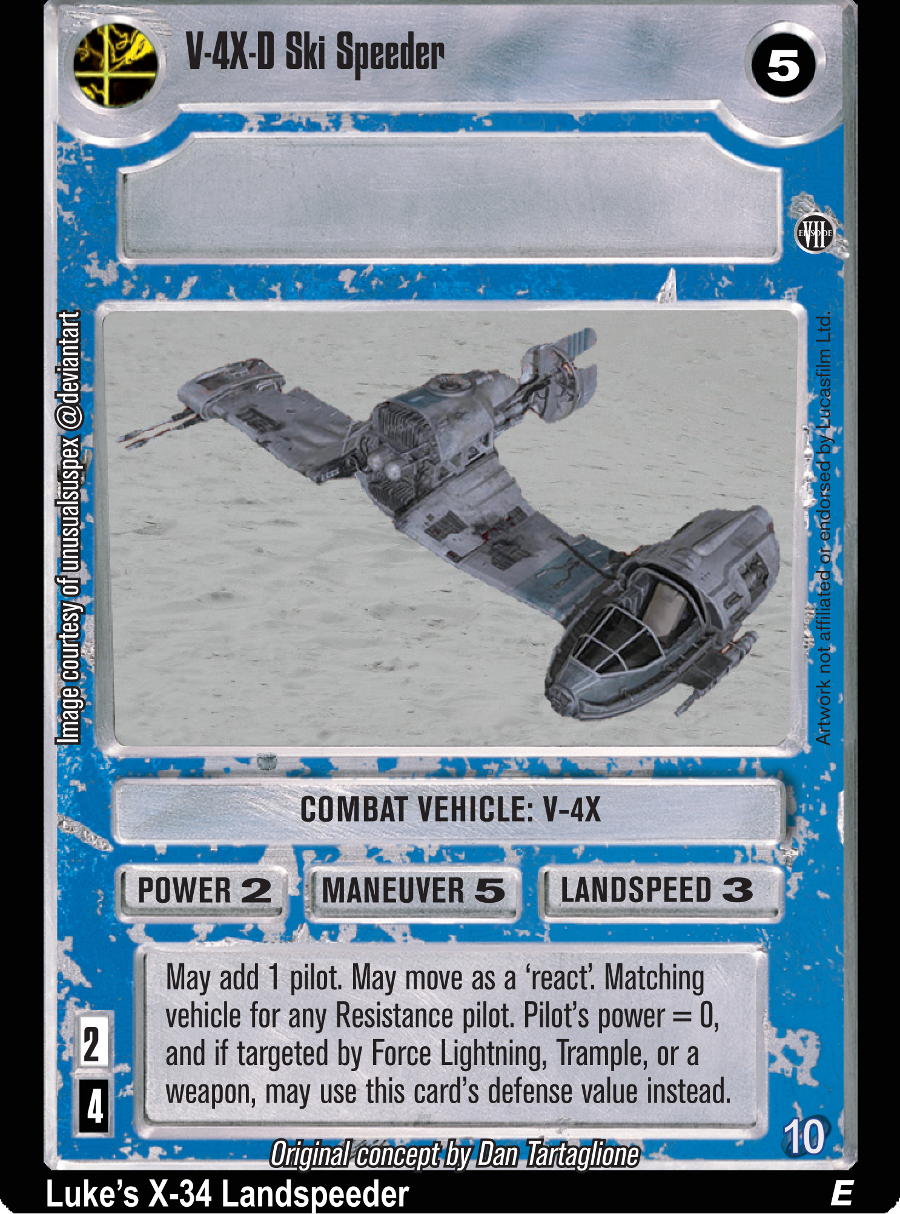 V-4X-D Ski Speeder
5
EPISODE
VII
Image courtesy of unusualsuspex @deviantart
Artwork not affiliated or endorsed by Lucasfilm Ltd.
COMBAT VEHICLE: V-4X
POWER 2
MANEUVER 5
LANDSPEED 3
May add 1 pilot. May move as a ‘react’. Matching
vehicle for any Resistance pilot. Pilot’s power = 0,
and if targeted by Force Lightning, Trample, or a
weapon, may use this card’s defense value instead.
2
4
10
Original concept by Dan Tartaglione
Luke’s X-34 Landspeeder
E